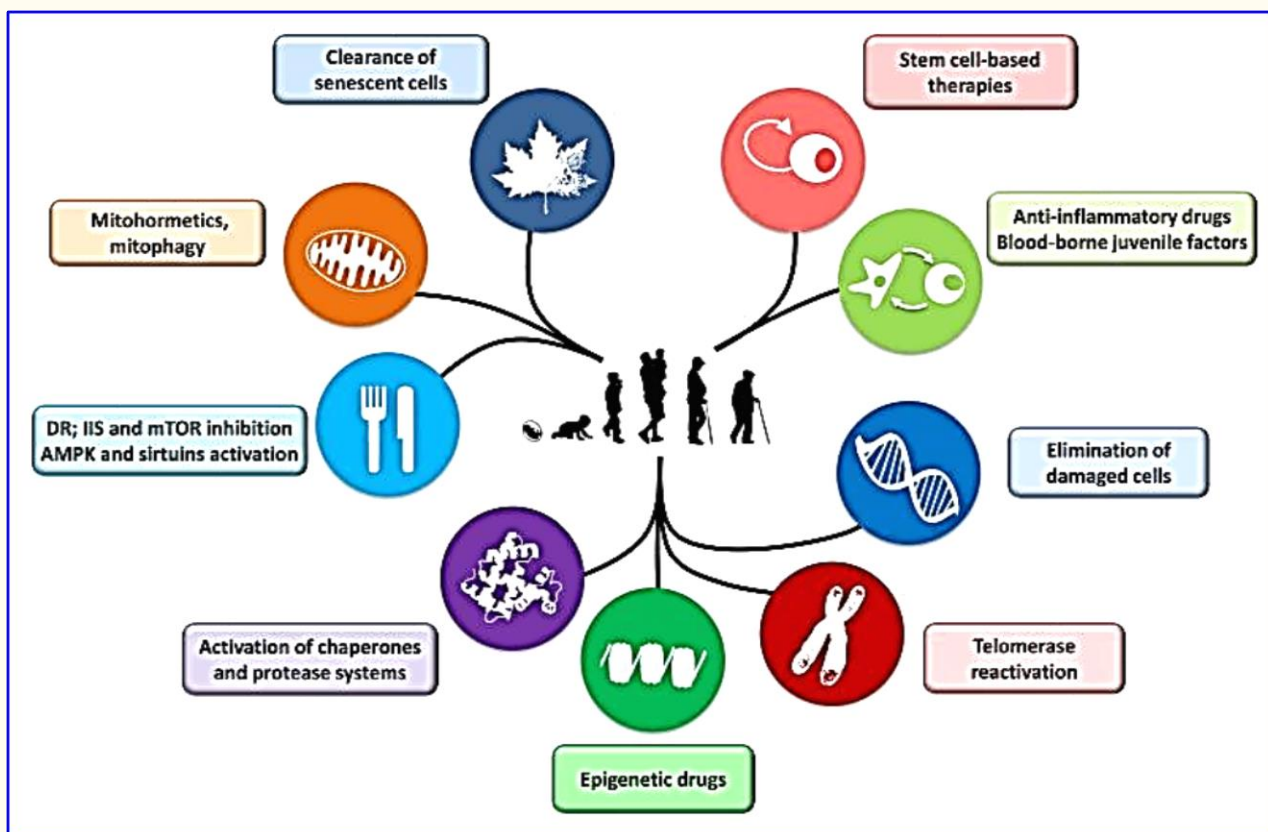 Clearance of
senescent cells
Stem cell-based
therapies
Mitohormetics,
mitophagy
Anti-inflammatory drugs
Blood-borne juvenile factors
DR; IIS and mTOR inhibition
AMPK and sirtuins activation
Elimination of
damaged cells
Activation of chaperones
and protease systems
Telomerase
reactivation
Epigenetic drugs